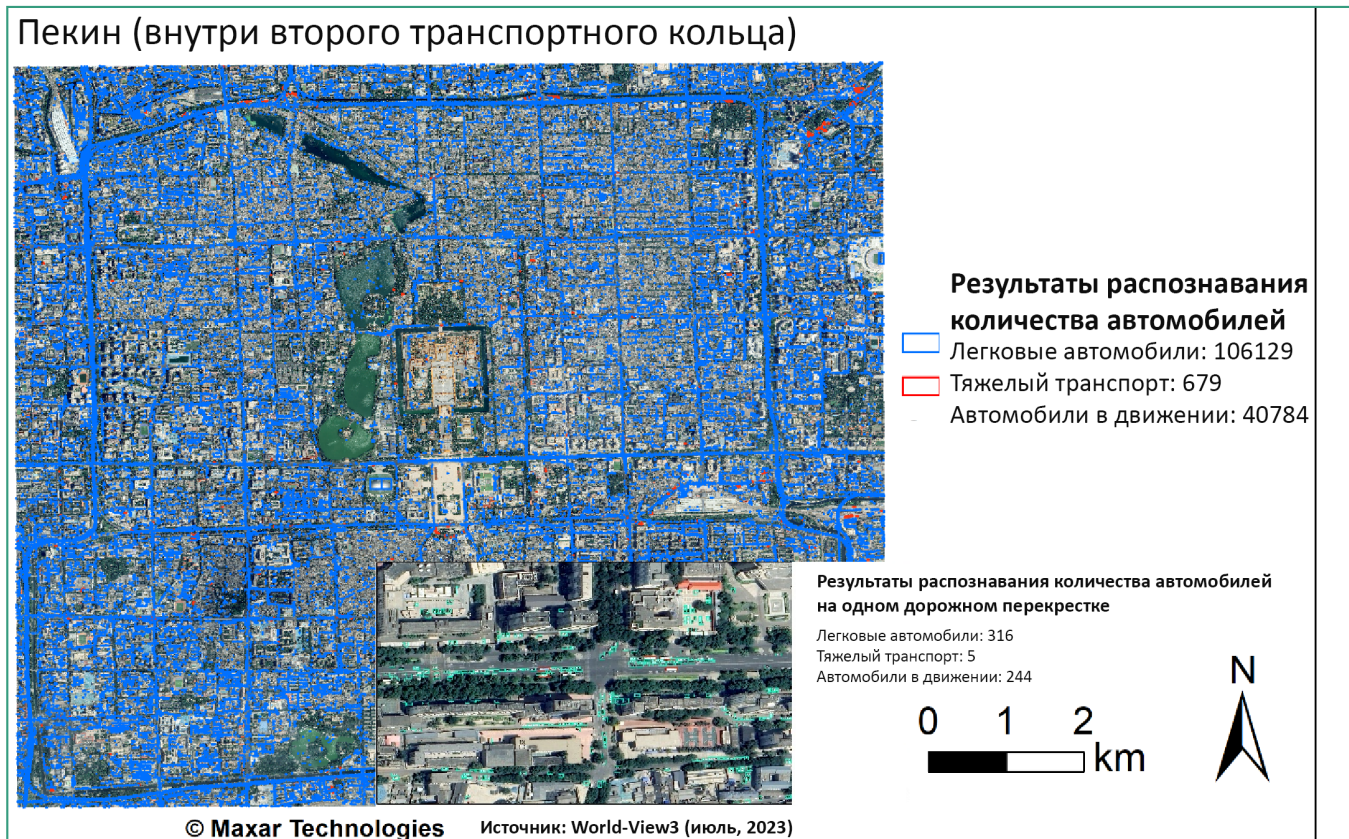 Пекин (внутри второго транспортного кольца)
Результаты распознавания
количества автомобилей
Легковые автомобили: 106129
Тяжелый транспорт: 679
Автомобили в движении: 40784
Результаты распознавания количества автомобилей
на одном дорожном перекрестке
Легковые автомобили: 316
Тяжелый транспорт: 5
Автомобили в движении: 244
N
0 1 2
km
© Maxar Technologies
Источник: World-View3 (июль, 2023)